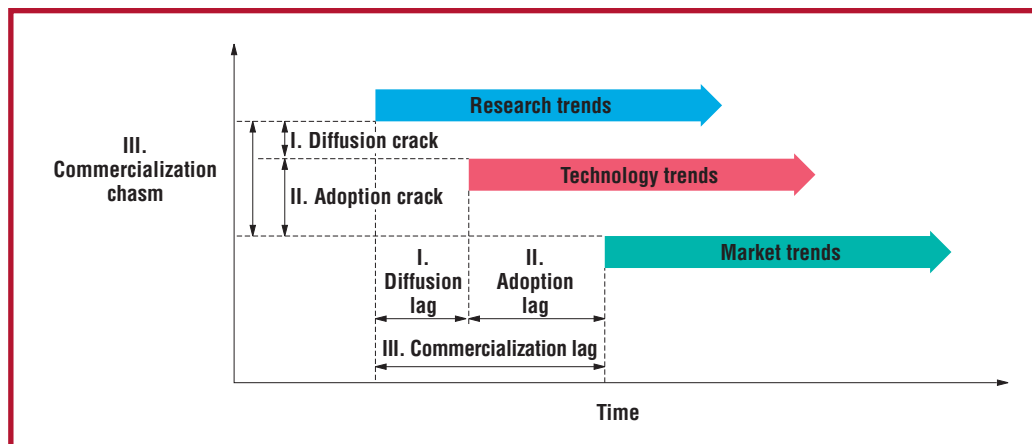 Research trends
III.
Commercialization
chasm
I. Diffusion crack
Technology trends
II. Adoption crack
Market trends
I.
Diffusion
lag
II.
Adoption
lag
III. Commercialization lag
Time